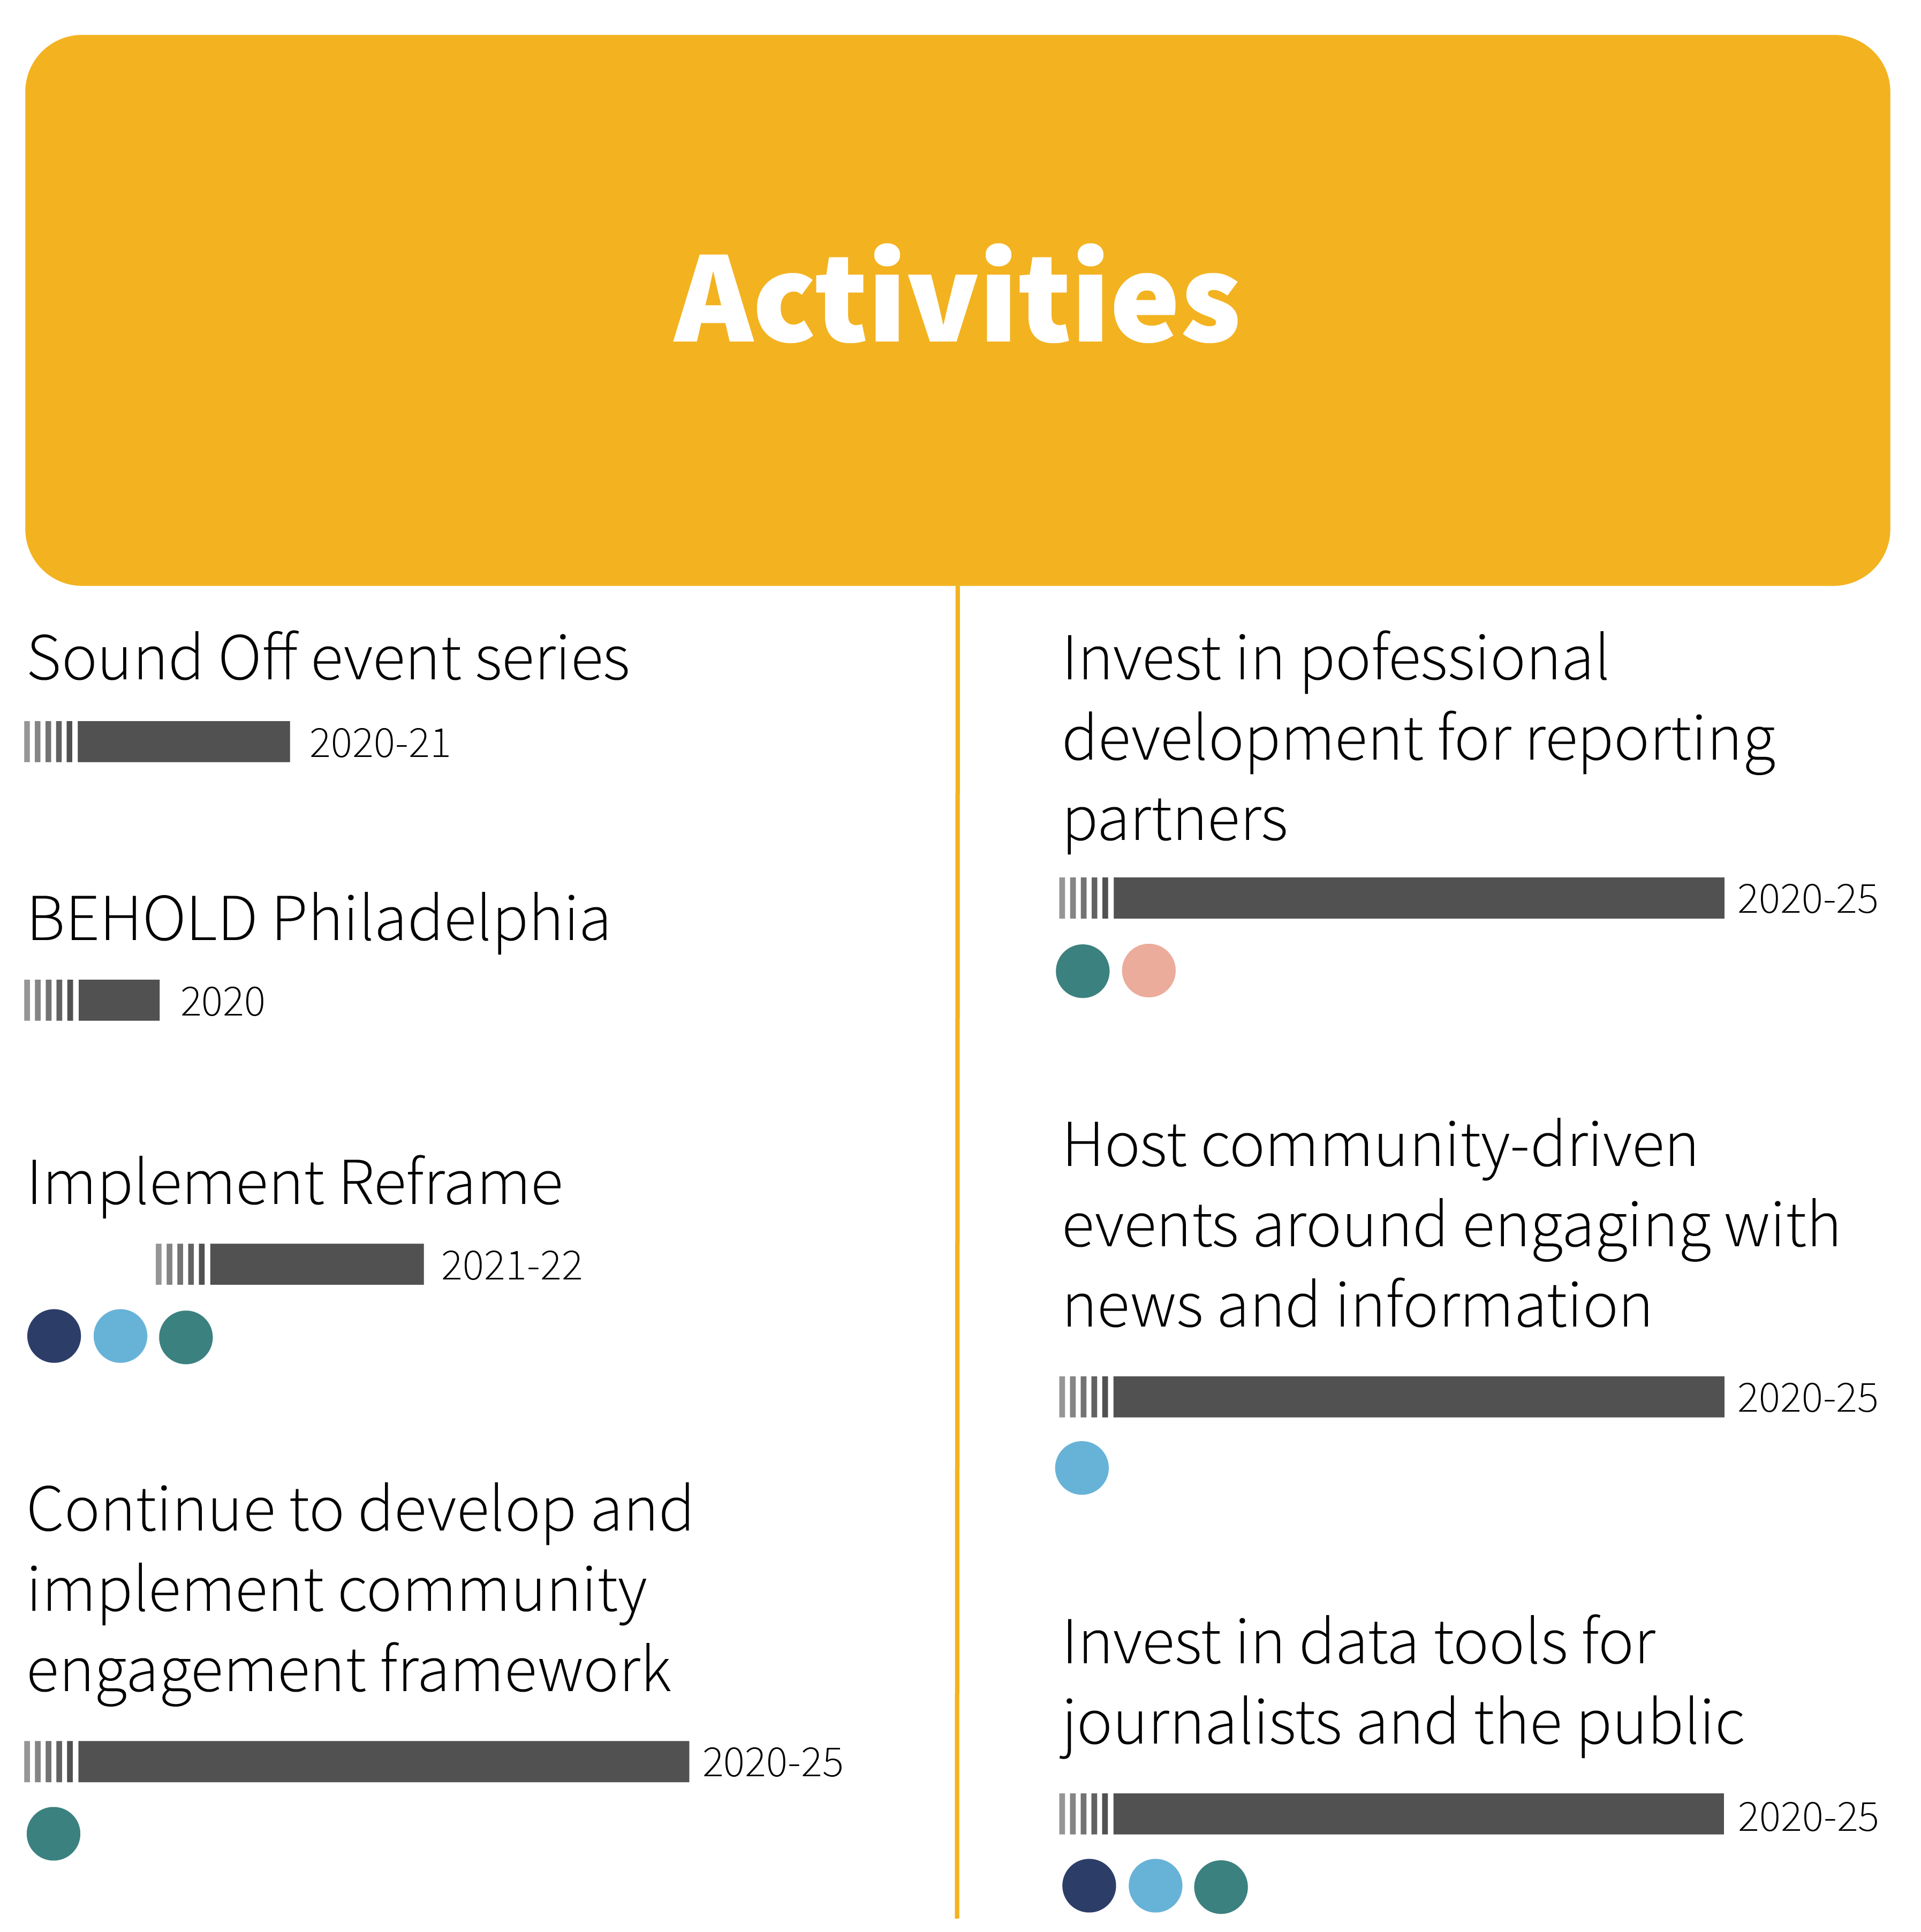 Activities
Sound Off event series
2020-21
BEHOLD Philadelphia
2020
Implement Reframe
2021-22
Continue to develop and
implement community
engagement framework
2020-25
Invest in pofessional
development for reporting
partners
2020-25
Host community-driven
events around engaging with
news and information
2020-25
Invest in data tools for
journalists and the public
2020-25